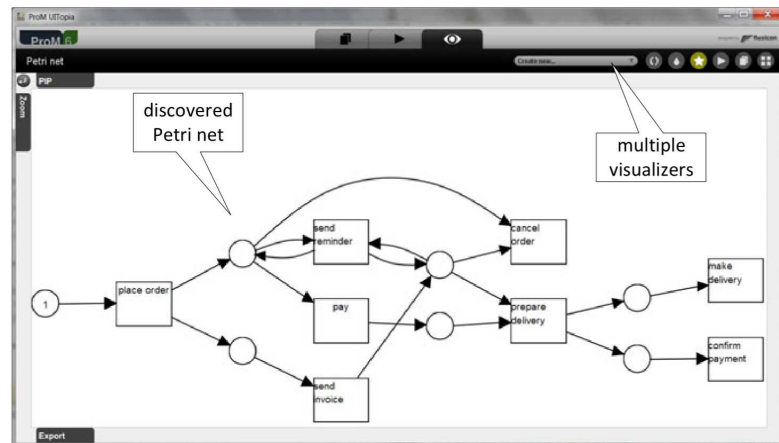 ProM UITopia
ProM 6
Petri net
Create new...
fluxicon
PIP
Zoom
discovered
Petri net
multiple
visualizers
send
reminder
cancel
order
make
delivery
1
place order
pay
prepare
delivery
confirm
payment
send
invoice
Export